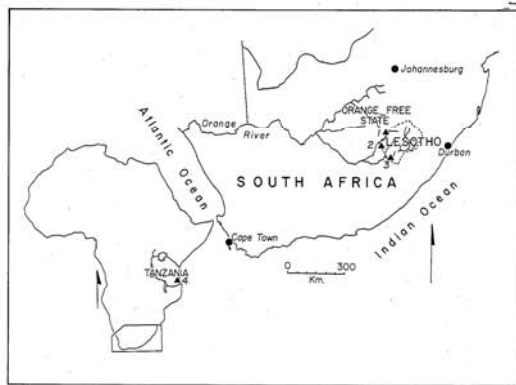 Johannesburg
ORANGE FREE
STATE
Orange
River
1
2
LESOTHO
3
Durban
Atlantic
Ocean
SOUTH AFRICA
Indian Ocean
Cape Town
0 300
Km.
TANZANIA
4